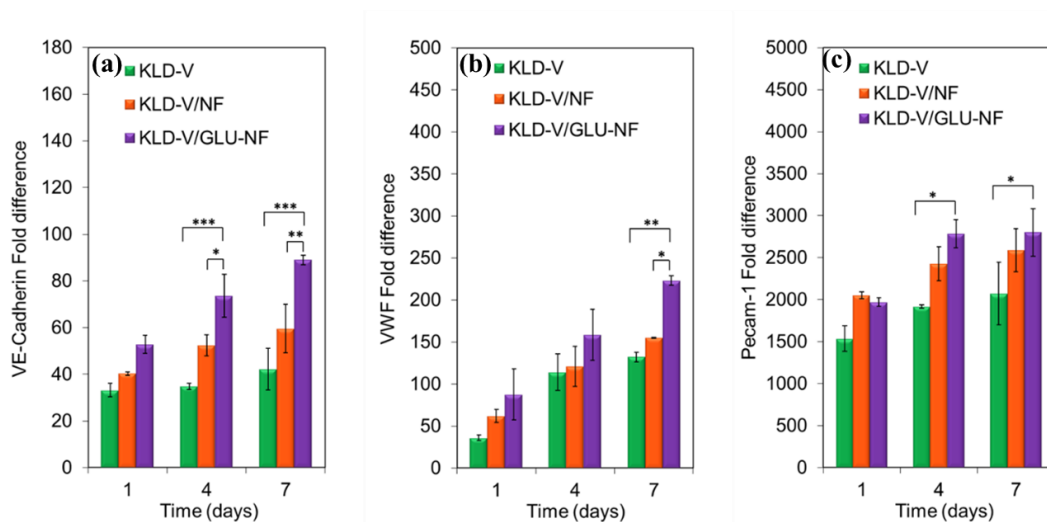 (a)
KLD-V
KLD-V/NF
KLD-V/GLU-NF
VE-Cadherin Fold difference
180
160
140
120
100
80
60
40
20
0
***
*
***
**
1 4 7
Time (days)
(b)
KLD-V
KLD-V/NF
KLD-V/GLU-NF
VWF Fold difference
500
450
400
350
300
250
200
150
100
50
0
**
*
1 4 7
Time (days)
(c)
KLD-V
KLD-V/NF
KLD-V/GLU-NF
Pecam-1 Fold difference
5000
4500
4000
3500
3000
2500
2000
1500
1000
500
0
*
*
1 4 7
Time (days)